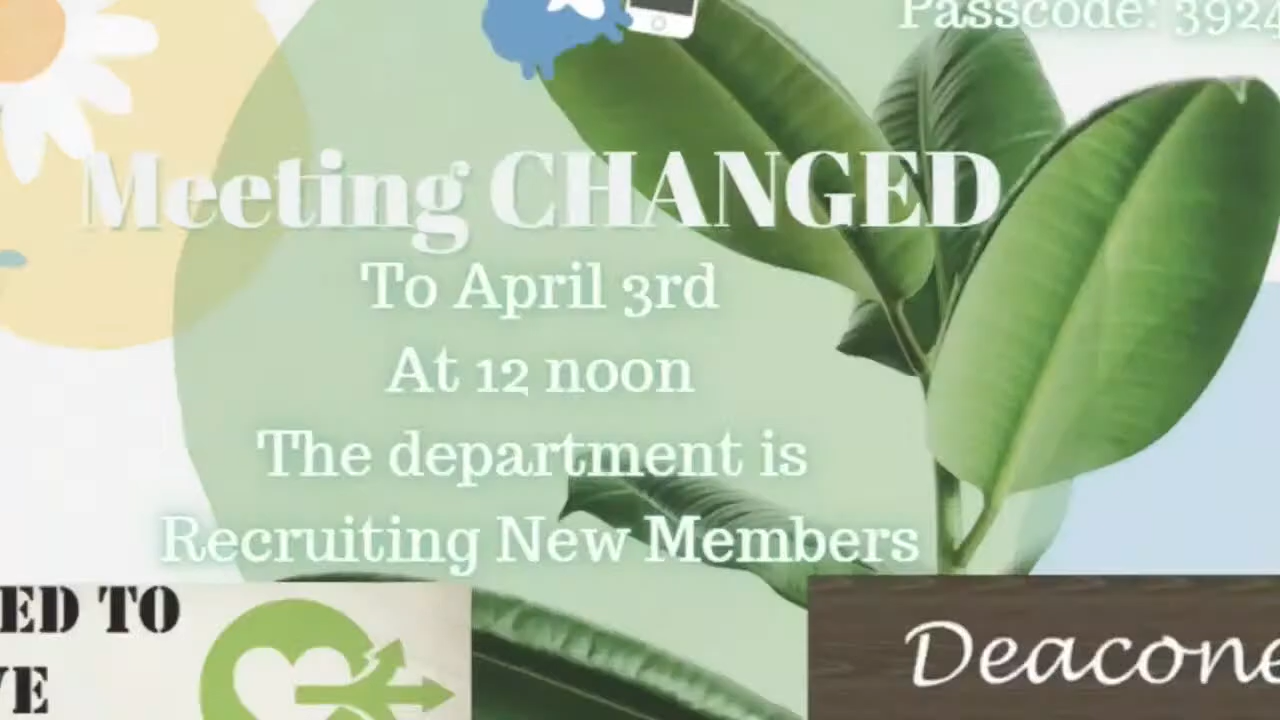 Passcode: 3924
Meeting CHANGED
To April 3rd
At 12 noon
The department is
Recruiting New Members
ED TO
VE
Deacone